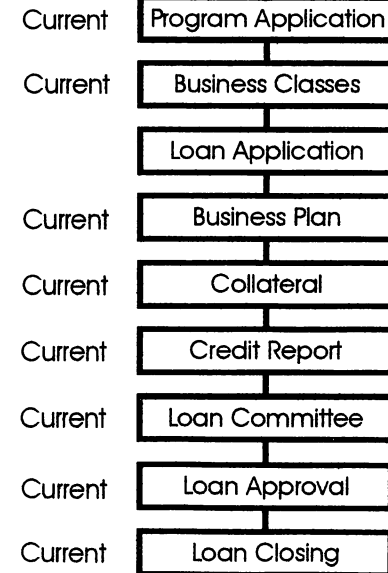 Current Program Application
Current Business Classes
Loan Application
Current Business Plan
Current Collateral
Current Credit Report
Current Loan Committee
Current Loan Approval
Current Loan Closing